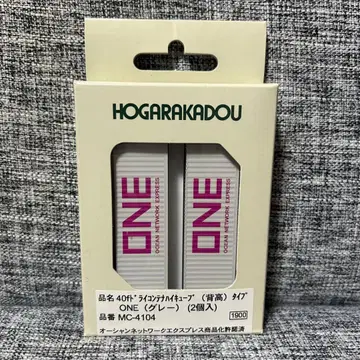 HOGARAKADOU
ONE
OCEAN NETWORK EXPRESS
ONE
OCEAN NETWORK EXPRESS
品名 40ftドライコンテナハイキューブ (背高) タイプ
ONE (グレー) (2個入)
品番 MC-4104
1900
オーシャンネットワークエクスプレス商品化許諾済